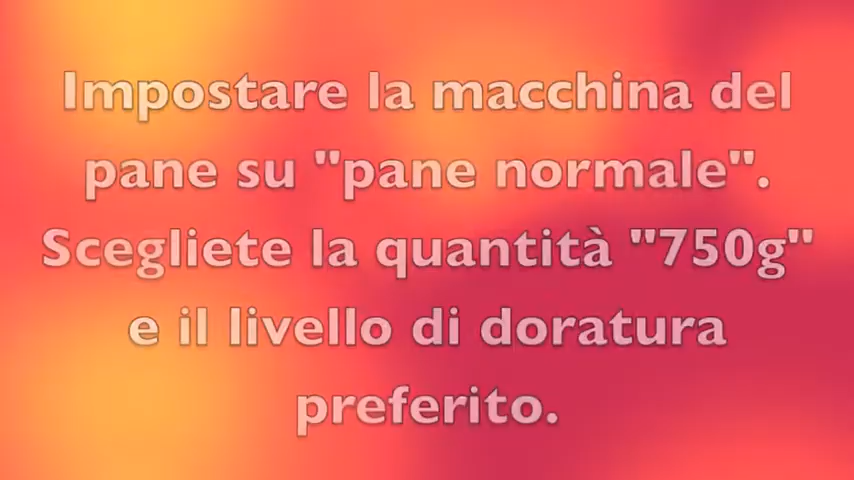 Impostare la macchina del
pane su "pane normale".
Scegliete la quantità "750g"
e il livello di doratura
preferito.